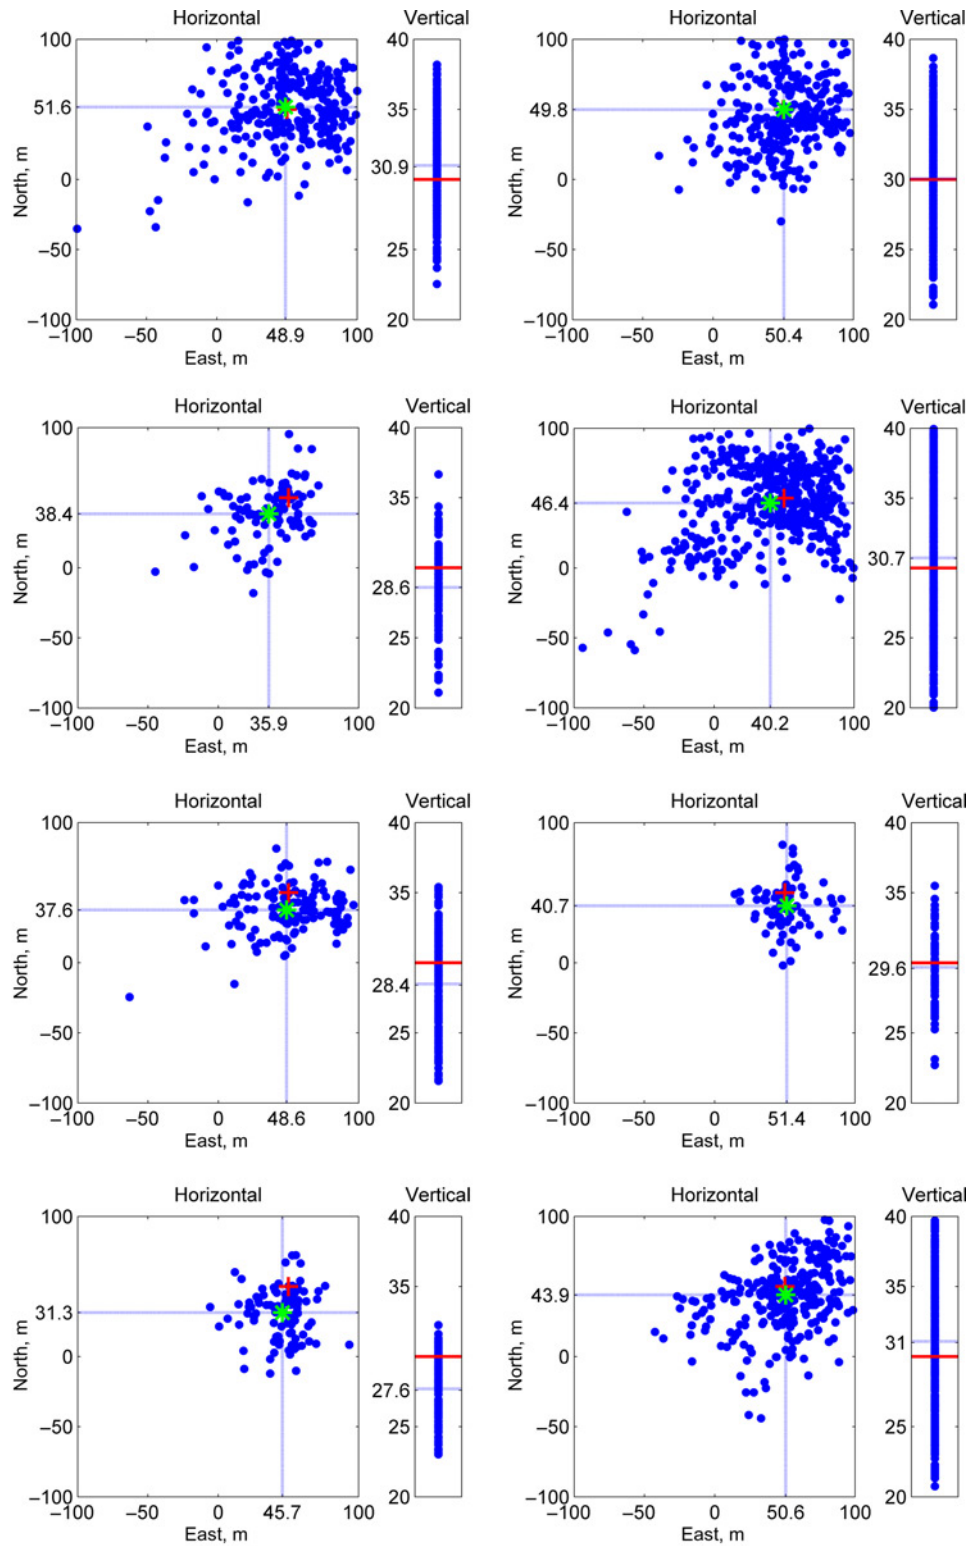 Horizontal Vertical Horizontal Vertical
100 40 100 40
51.6 35 49.8 35
50 50
30.9 30
North, m 0 North, m 0
–50 25 –50 25
–100 20 –100 20
–100 –50 0 48.9 100 –100 –50 0 50.4 100
East, m East, m
Horizontal Vertical Horizontal Vertical
100 40 100 40
35 35
38.4 46.4
30.7
North, m 0 28.6 North, m 0
–50 25 –50 25
–100 20 –100 20
–100 –50 0 35.9 100 –100 –50 0 40.2 100
East, m East, m
Horizontal Vertical Horizontal Vertical
100 40 100 40
35 35
37.6 40.7
North, m 0 28.4 North, m 0 29.6
–50 25 –50 25
–100 20 –100 20
–100 –50 0 48.6 100 –100 –50 0 51.4 100
East, m East, m
Horizontal Vertical Horizontal Vertical
100 40 100 40
35 35
31.3 43.9
31
North, m 0 27.6 North, m 0
–50 25 –50 25
–100 20 –100 20
–100 –50 0 45.7 100 –100 –50 0 50.6 100
East, m East, m